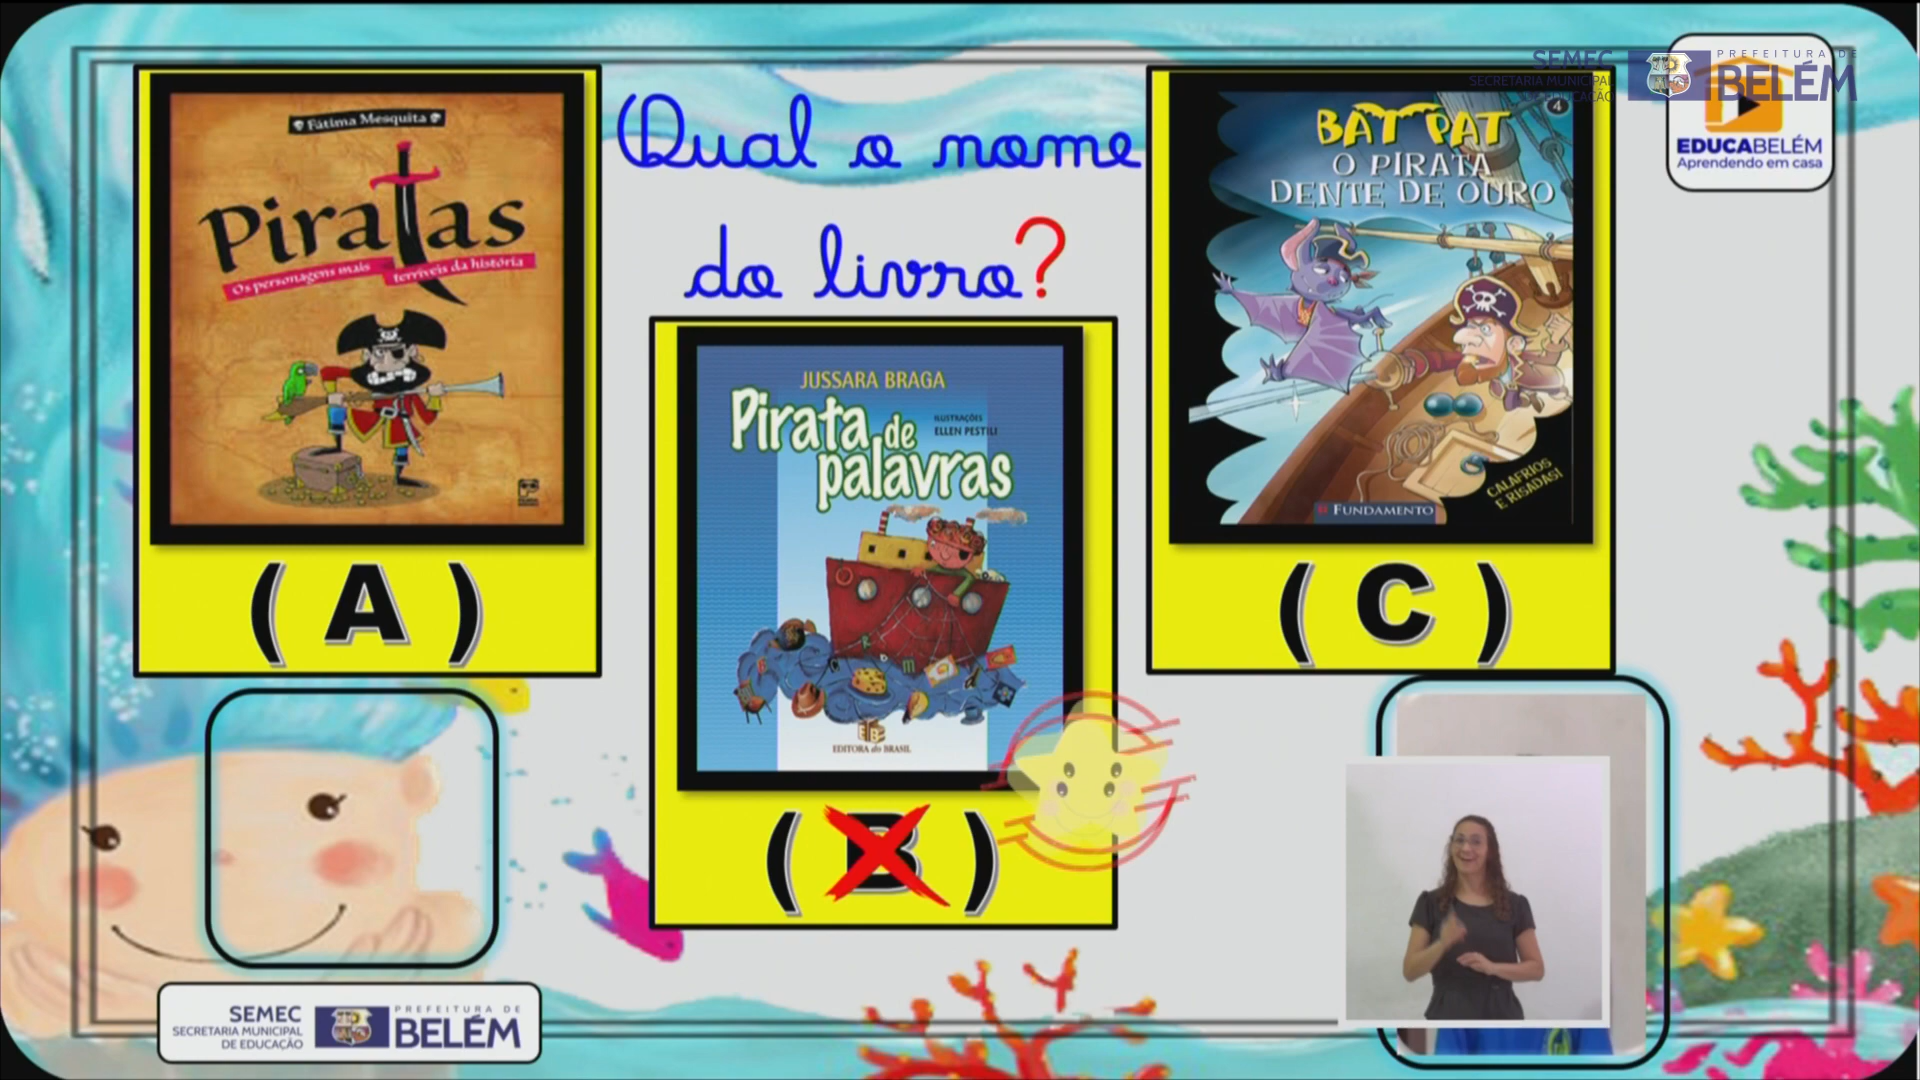 Qual o nome
do livro?
Fátima Mesquita
Piratas
Os personagens mais terríveis da história
( A )
JUSSARA BRAGA
Pirata de
palavras
ILUSTRAÇÕES
ELLEN PESTILI
EDITORA do BRASIL
( B )
4
BAT PAT
O PIRATA
DENTE DE OURO
CALAFRIOS
E RISADAS!
FUNDAMENTO
( C )
SEMEC
SECRETARIA MUNICIPAL
DE EDUCAÇÃO
PREFEITURA DE
BELÉM
EDUCABELÉM
Aprendendo em casa
SEMEC
SECRETARIA MUNICIPAL
DE EDUCAÇÃO
PREFEITURA DE
BELÉM